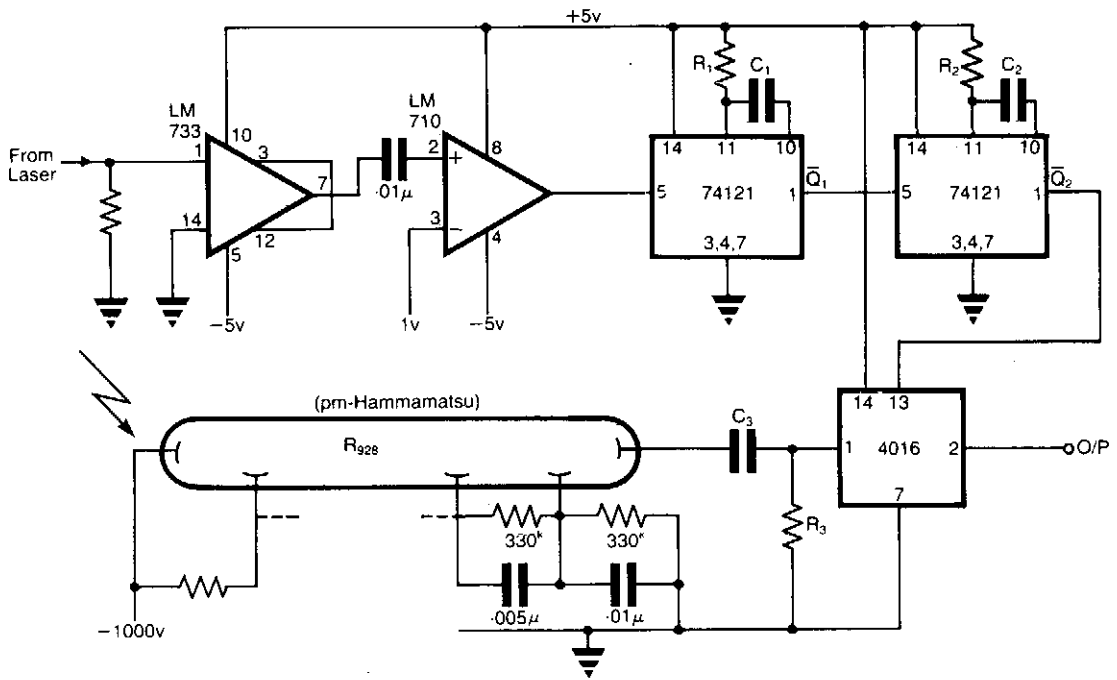 +5v
R₁
C₁
R₂
C₂
LM
733
LM
710
From
Laser
1
10
3
7
14
12
5
·01µ
2
+
8
3
−
4
14
11
10
5
74121
1
Q̅₁
3,4,7
14
11
10
5
74121
1
Q̅₂
3,4,7
−5v
1v
−5v
(pm-Hammamatsu)
R₉₂₈
C₃
14
13
1
4016
2
O/P
7
R₃
330ᴷ
330ᴷ
·005µ
·01µ
−1000v